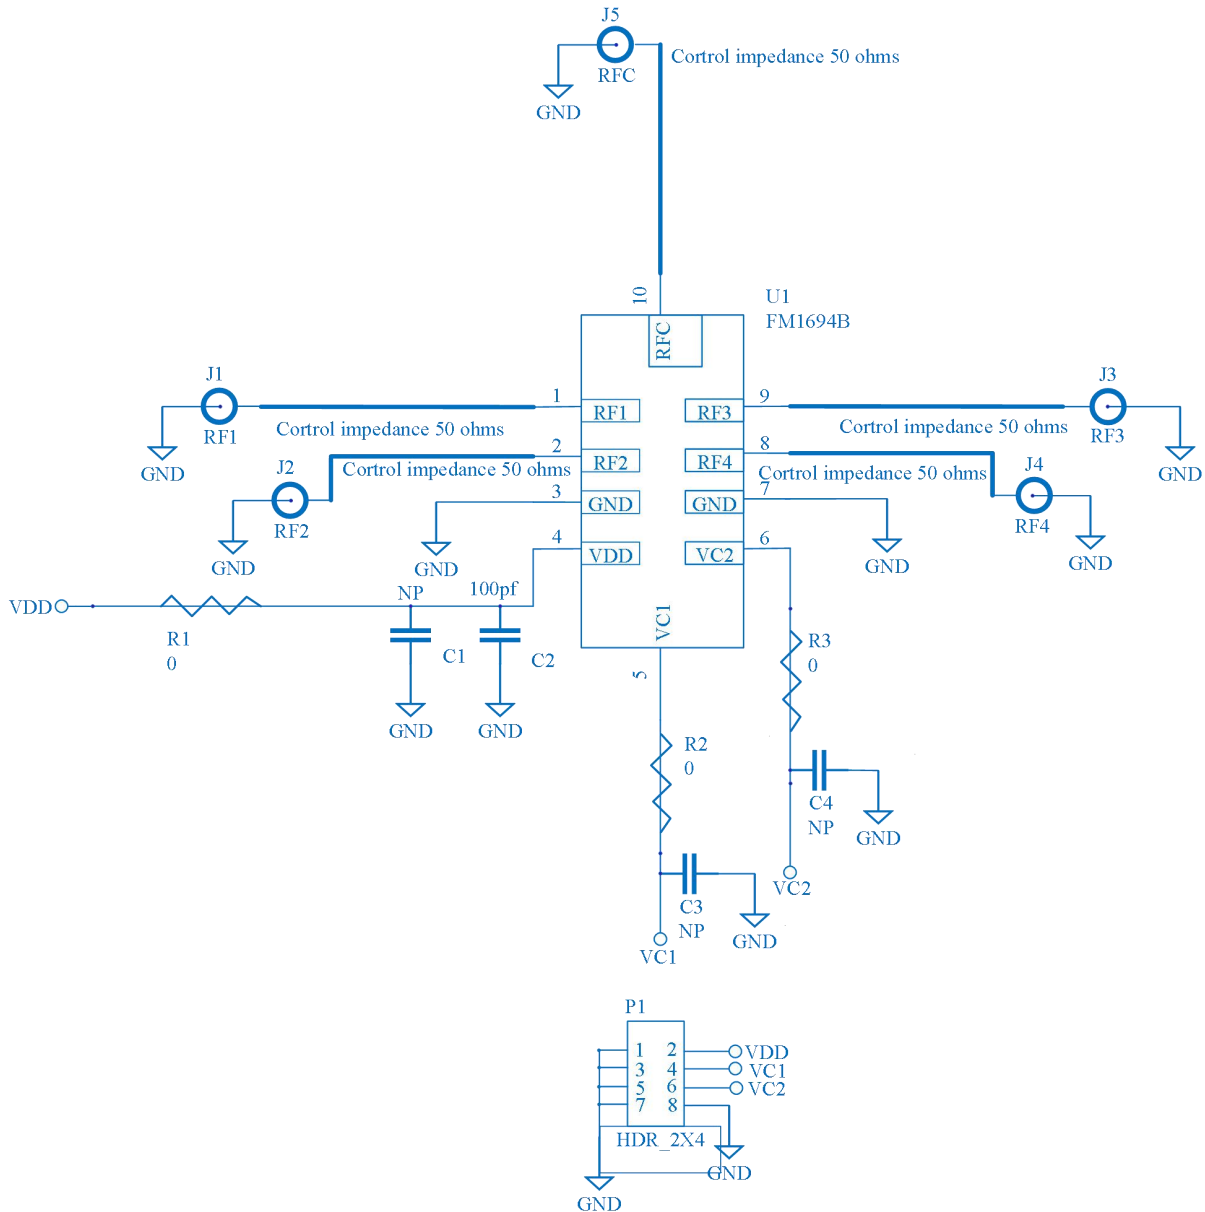 J5
Cortrol impedance 50 ohms
RFC
GND
10
U1
FM1694B
RFC
J1
1
9
J3
RF1
RF3
RF1
Cortrol impedance 50 ohms
Cortrol impedance 50 ohms
RF3
GND
J2
2
8
RF2
RF4
Cortrol impedance 50 ohms
Cortrol impedance 50 ohms
J4
GND
3
7
GND
GND
RF2
RF4
GND
GND
GND
GND
4
6
VDD
VC2
NP
100pf
VDD
R1
0
C1
C2
VC1
R3
0
5
GND
GND
R2
0
C4
NP
GND
C3
NP
VC2
GND
VC1
P1
1 2 VDD
3 4 VC1
5 6 VC2
7 8
HDR_2X4
GND
GND